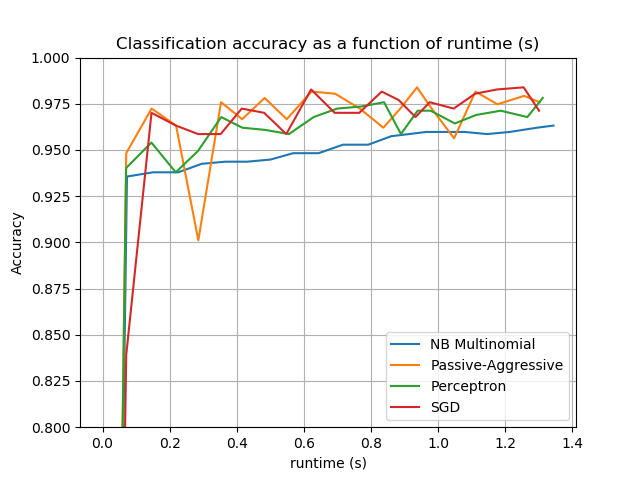 Classification accuracy as a function of runtime (s)
1.000
0.975
0.950
0.925
0.900
0.875
0.850
0.825
0.800
Accuracy
NB Multinomial
Passive-Aggressive
Perceptron
SGD
0.0 0.2 0.4 0.6 0.8 1.0 1.2 1.4
runtime (s)